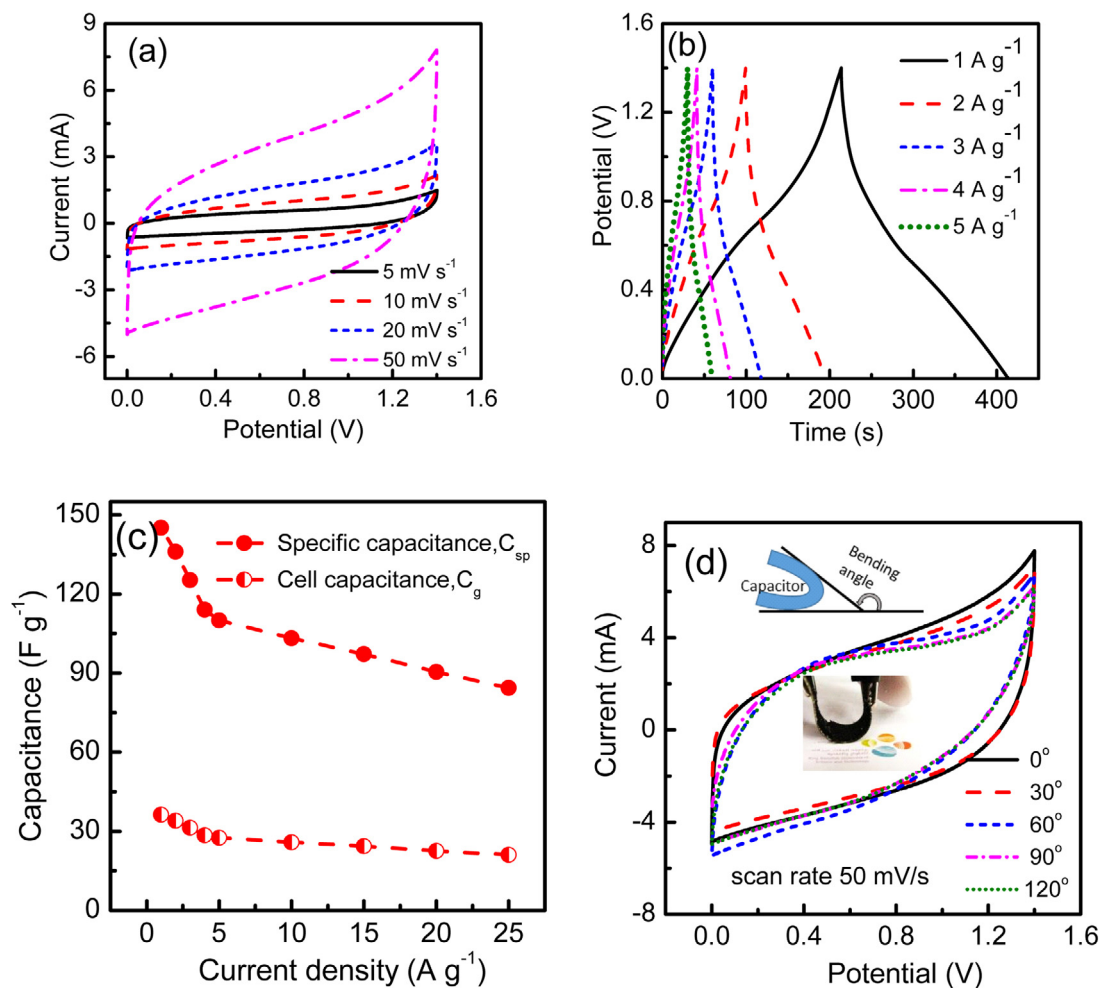 (a)
9
6
3
0
-3
-6
Current (mA)
5 mV s⁻¹
10 mV s⁻¹
20 mV s⁻¹
50 mV s⁻¹
0.0 0.4 0.8 1.2 1.6
Potential (V)
(b)
1.6
1.2
0.8
0.4
0.0
Potential (V)
1 A g⁻¹
2 A g⁻¹
3 A g⁻¹
4 A g⁻¹
5 A g⁻¹
0 100 200 300 400
Time (s)
(c)
150
120
90
60
30
0
Capacitance (F g⁻¹)
Specific capacitance,Csp
Cell capacitance,Cg
0 5 10 15 20 25
Current density (A g⁻¹)
(d)
8
4
0
-4
-8
Current (mA)
Capacitor
Bending
angle
0°
30°
60°
90°
120°
scan rate 50 mV/s
0.0 0.4 0.8 1.2 1.6
Potential (V)